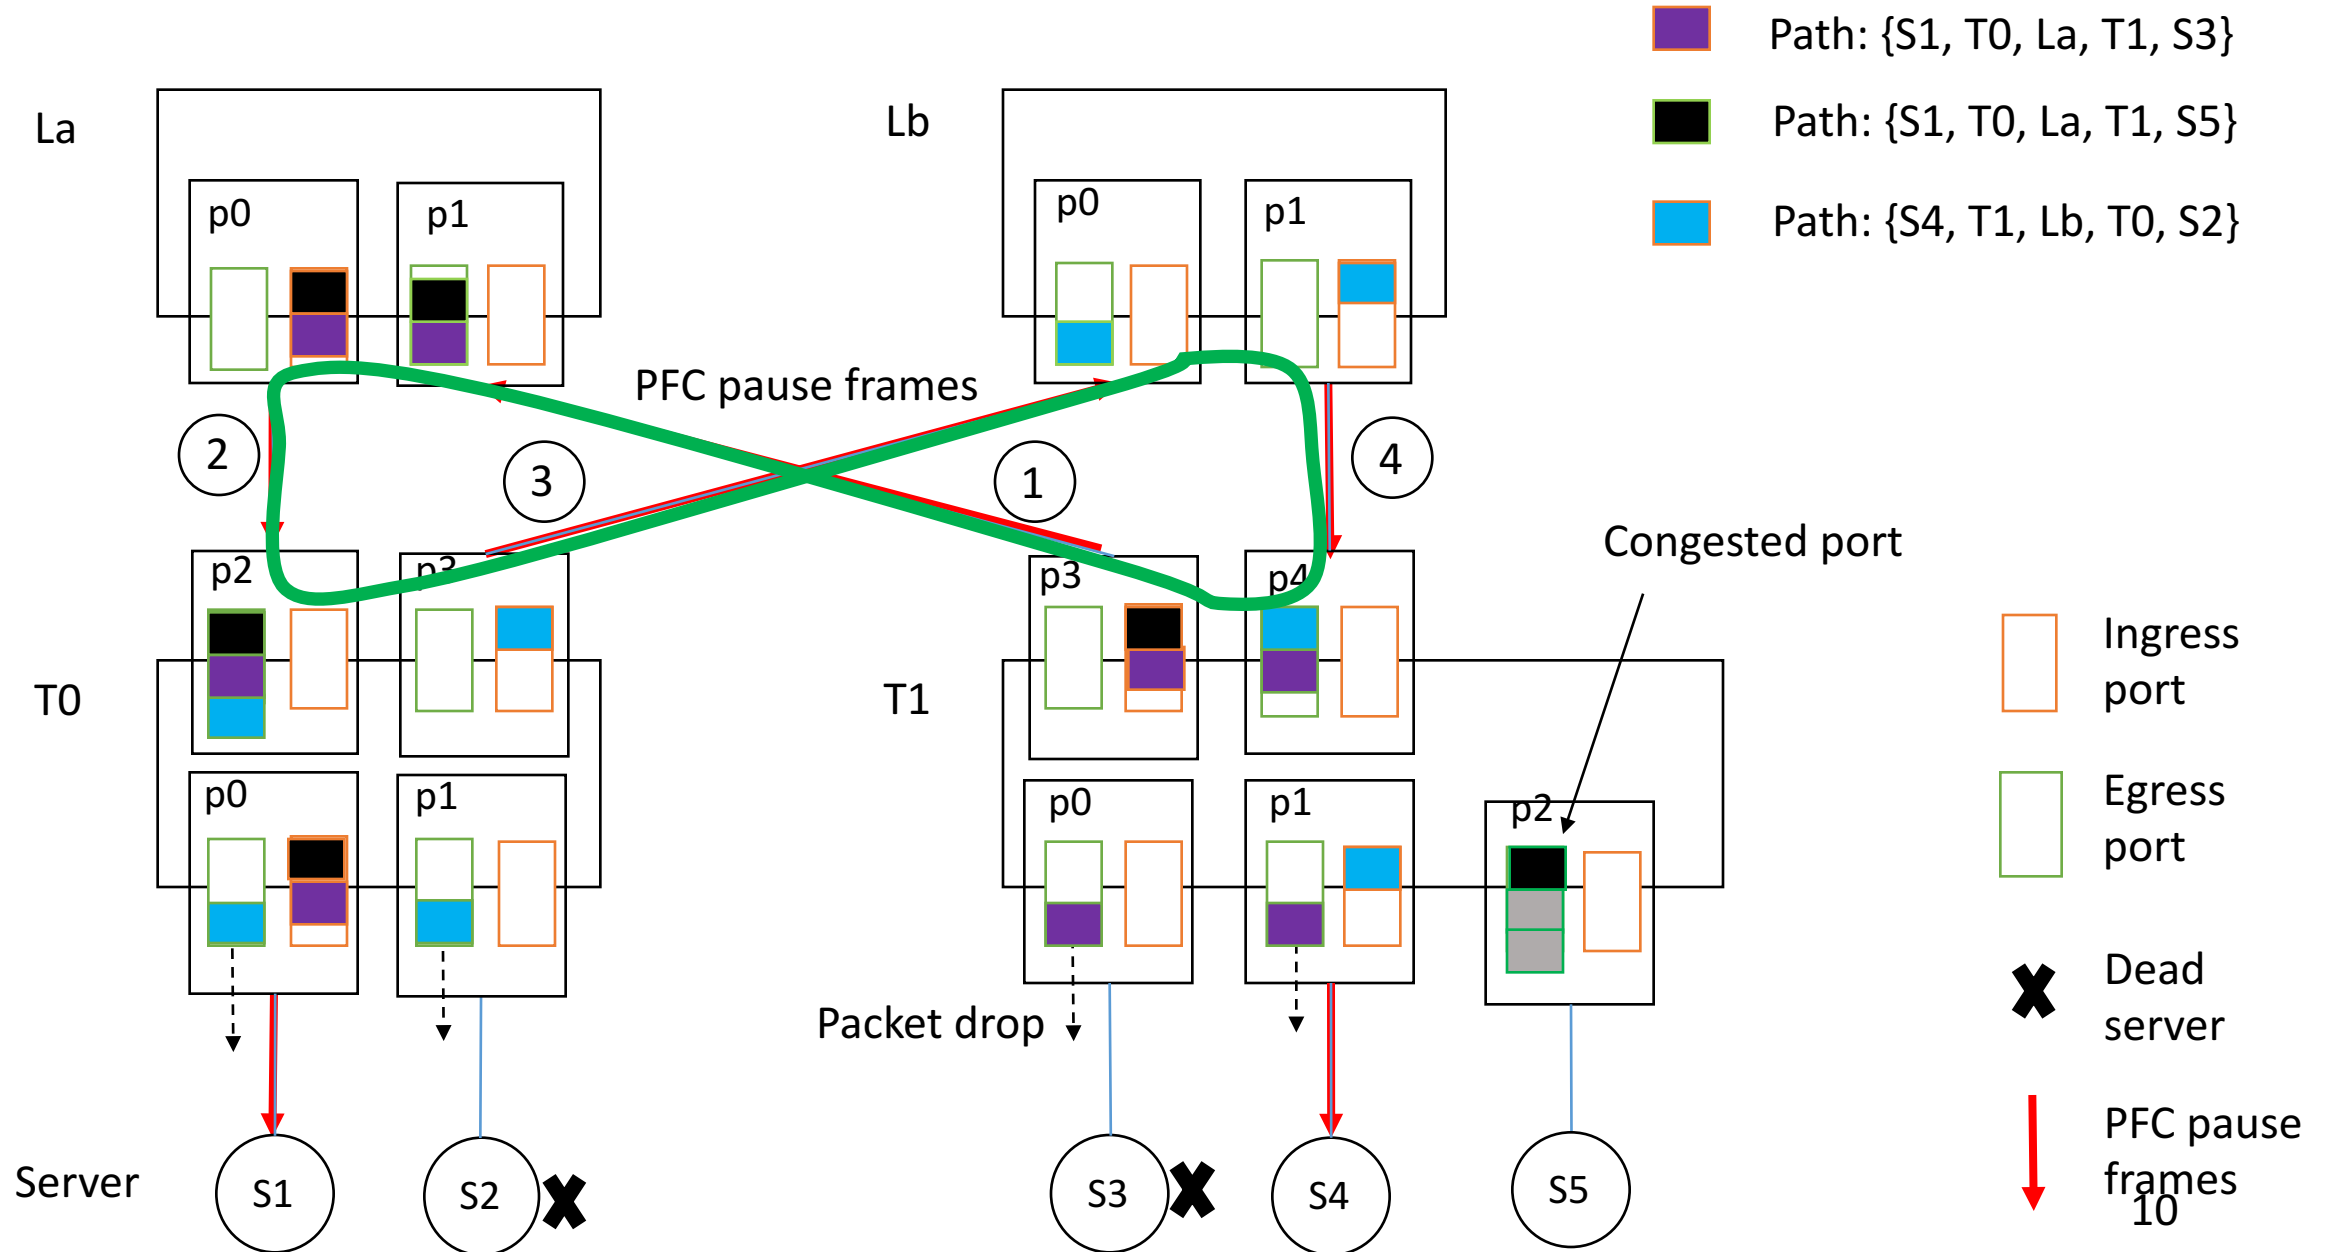 Path: {S1, T0, La, T1, S3}
La
Lb
Path: {S1, T0, La, T1, S5}
p0
p1
p0
p1
Path: {S4, T1, Lb, T0, S2}
PFC pause frames
2
3
1
4
Congested port
p2
p3
p3
p4
Ingress
port
T0
T1
p0
p1
p0
p1
p2
Egress
port
Packet drop
Dead
server
Server
S1
S2
S3
S4
S5
PFC pause
frames
10